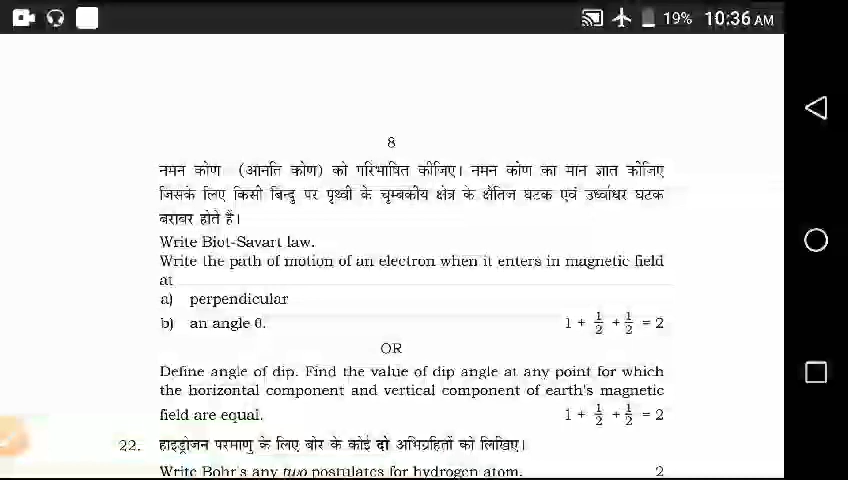 19% 10:36 AM
8
नमन कोण (आनति कोण) को परिभाषित कीजिए। नमन कोण का मान ज्ञात कीजिए
जिसके लिए किसी बिन्दु पर पृथ्वी के चुम्बकीय क्षेत्र के क्षैतिज घटक एवं उर्ध्वाधर घटक
बराबर होते हैं।
Write Biot-Savart law.
Write the path of motion of an electron when it enters in magnetic field
at
a) perpendicular
b) an angle θ. 1 + 1/2 + 1/2 = 2
OR
Define angle of dip. Find the value of dip angle at any point for which
the horizontal component and vertical component of earth's magnetic
field are equal. 1 + 1/2 + 1/2 = 2
22. हाइड्रोजन परमाणु के लिए बोर के कोई दो अभिग्रहितों को लिखिए।
Write Bohr's any two postulates for hydrogen atom. 2